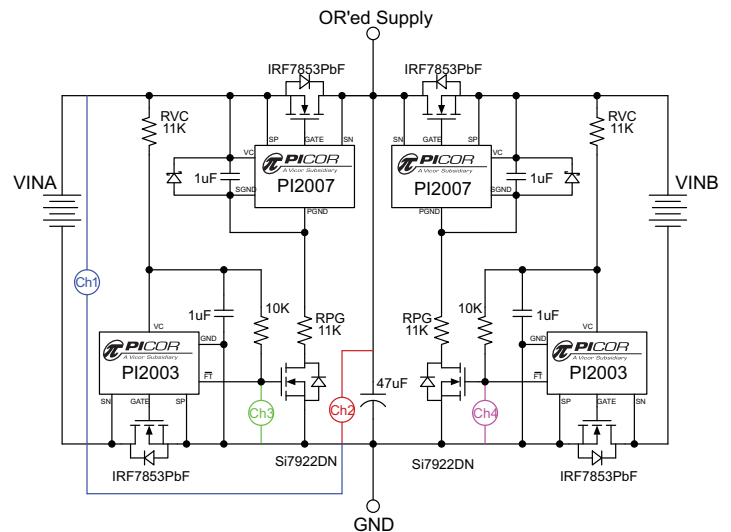 OR'ed Supply
IRF7853PbF
IRF7853PbF
RVC
11K
RVC
11K
SP
GATE
SN
SN
GATE
SP
VC
VC
PICOR
A Vicor Subsidiary
PI2007
PICOR
A Vicor Subsidiary
PI2007
1uF
1uF
SGND
SGND
PGND
PGND
VINA
VINB
Ch1
1uF
10K
RPG
11K
RPG
11K
10K
1uF
VC
VC
GND
GND
PICOR
A Vicor Subsidiary
PI2003
PICOR
A Vicor Subsidiary
PI2003
FT
FT
SN
GATE
SP
SP
GATE
SN
Ch3
Ch2
47uF
Ch4
IRF7853PbF
Si7922DN
Si7922DN
IRF7853PbF
GND